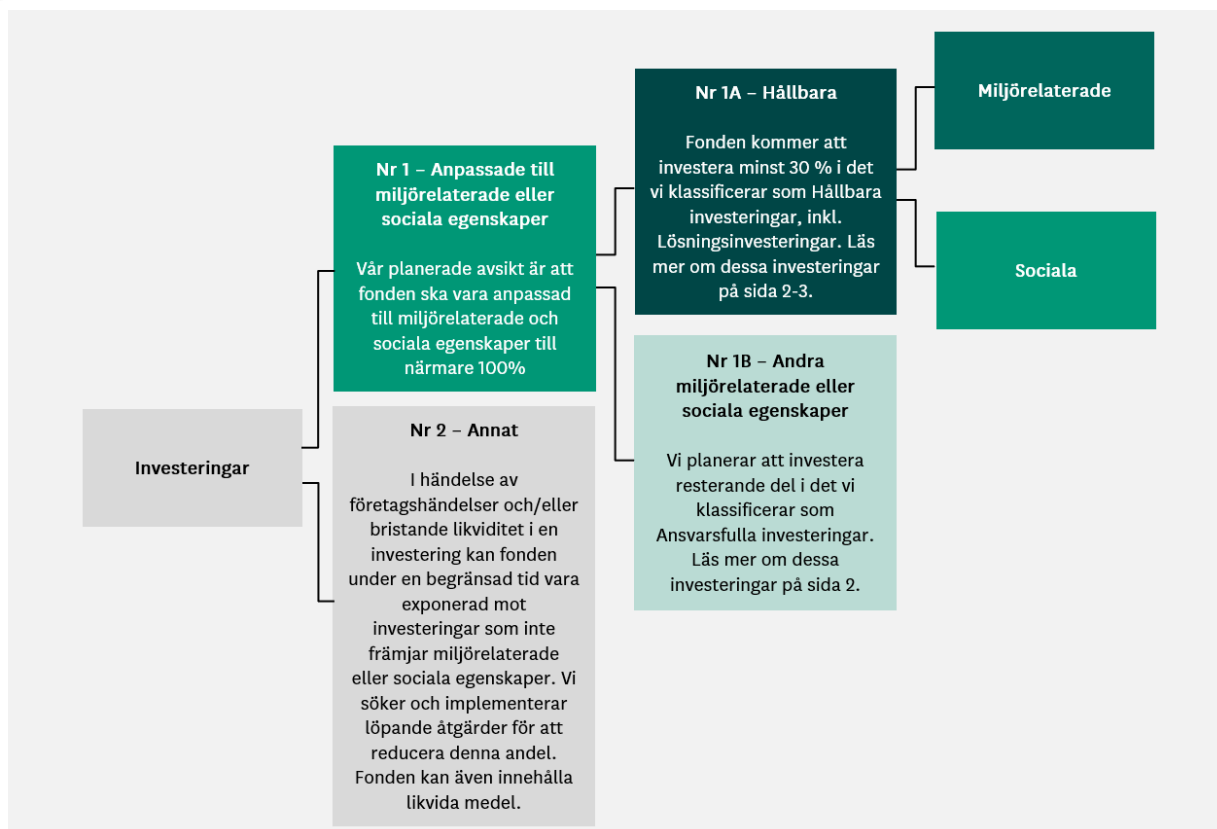 Investeringar
Nr 1 – Anpassade till
miljörelaterade eller
sociala egenskaper
Vår planerade avsikt är att
fonden ska vara anpassad
till miljörelaterade och
sociala egenskaper till
närmare 100%
Nr 2 – Annat
I händelse av
företagshändelser och/eller
bristande likviditet i en
investering kan fonden
under en begränsad tid vara
exponerad mot
investeringar som inte
främjar miljörelaterade
eller sociala egenskaper. Vi
söker och implementerar
löpande åtgärder för att
reducera denna andel.
Fonden kan även innehålla
likvida medel.
Nr 1A – Hållbara
Fonden kommer att
investera minst 30 % i det
vi klassificerar som Hållbara
investeringar, inkl.
Lösningsinvesteringar. Läs
mer om dessa investeringar
på sida 2-3.
Nr 1B – Andra
miljörelaterade eller
sociala egenskaper
Vi planerar att investera
resterande del i det vi
klassificerar som
Ansvarsfulla investeringar.
Läs mer om dessa
investeringar på sida 2.
Miljörelaterade
Sociala